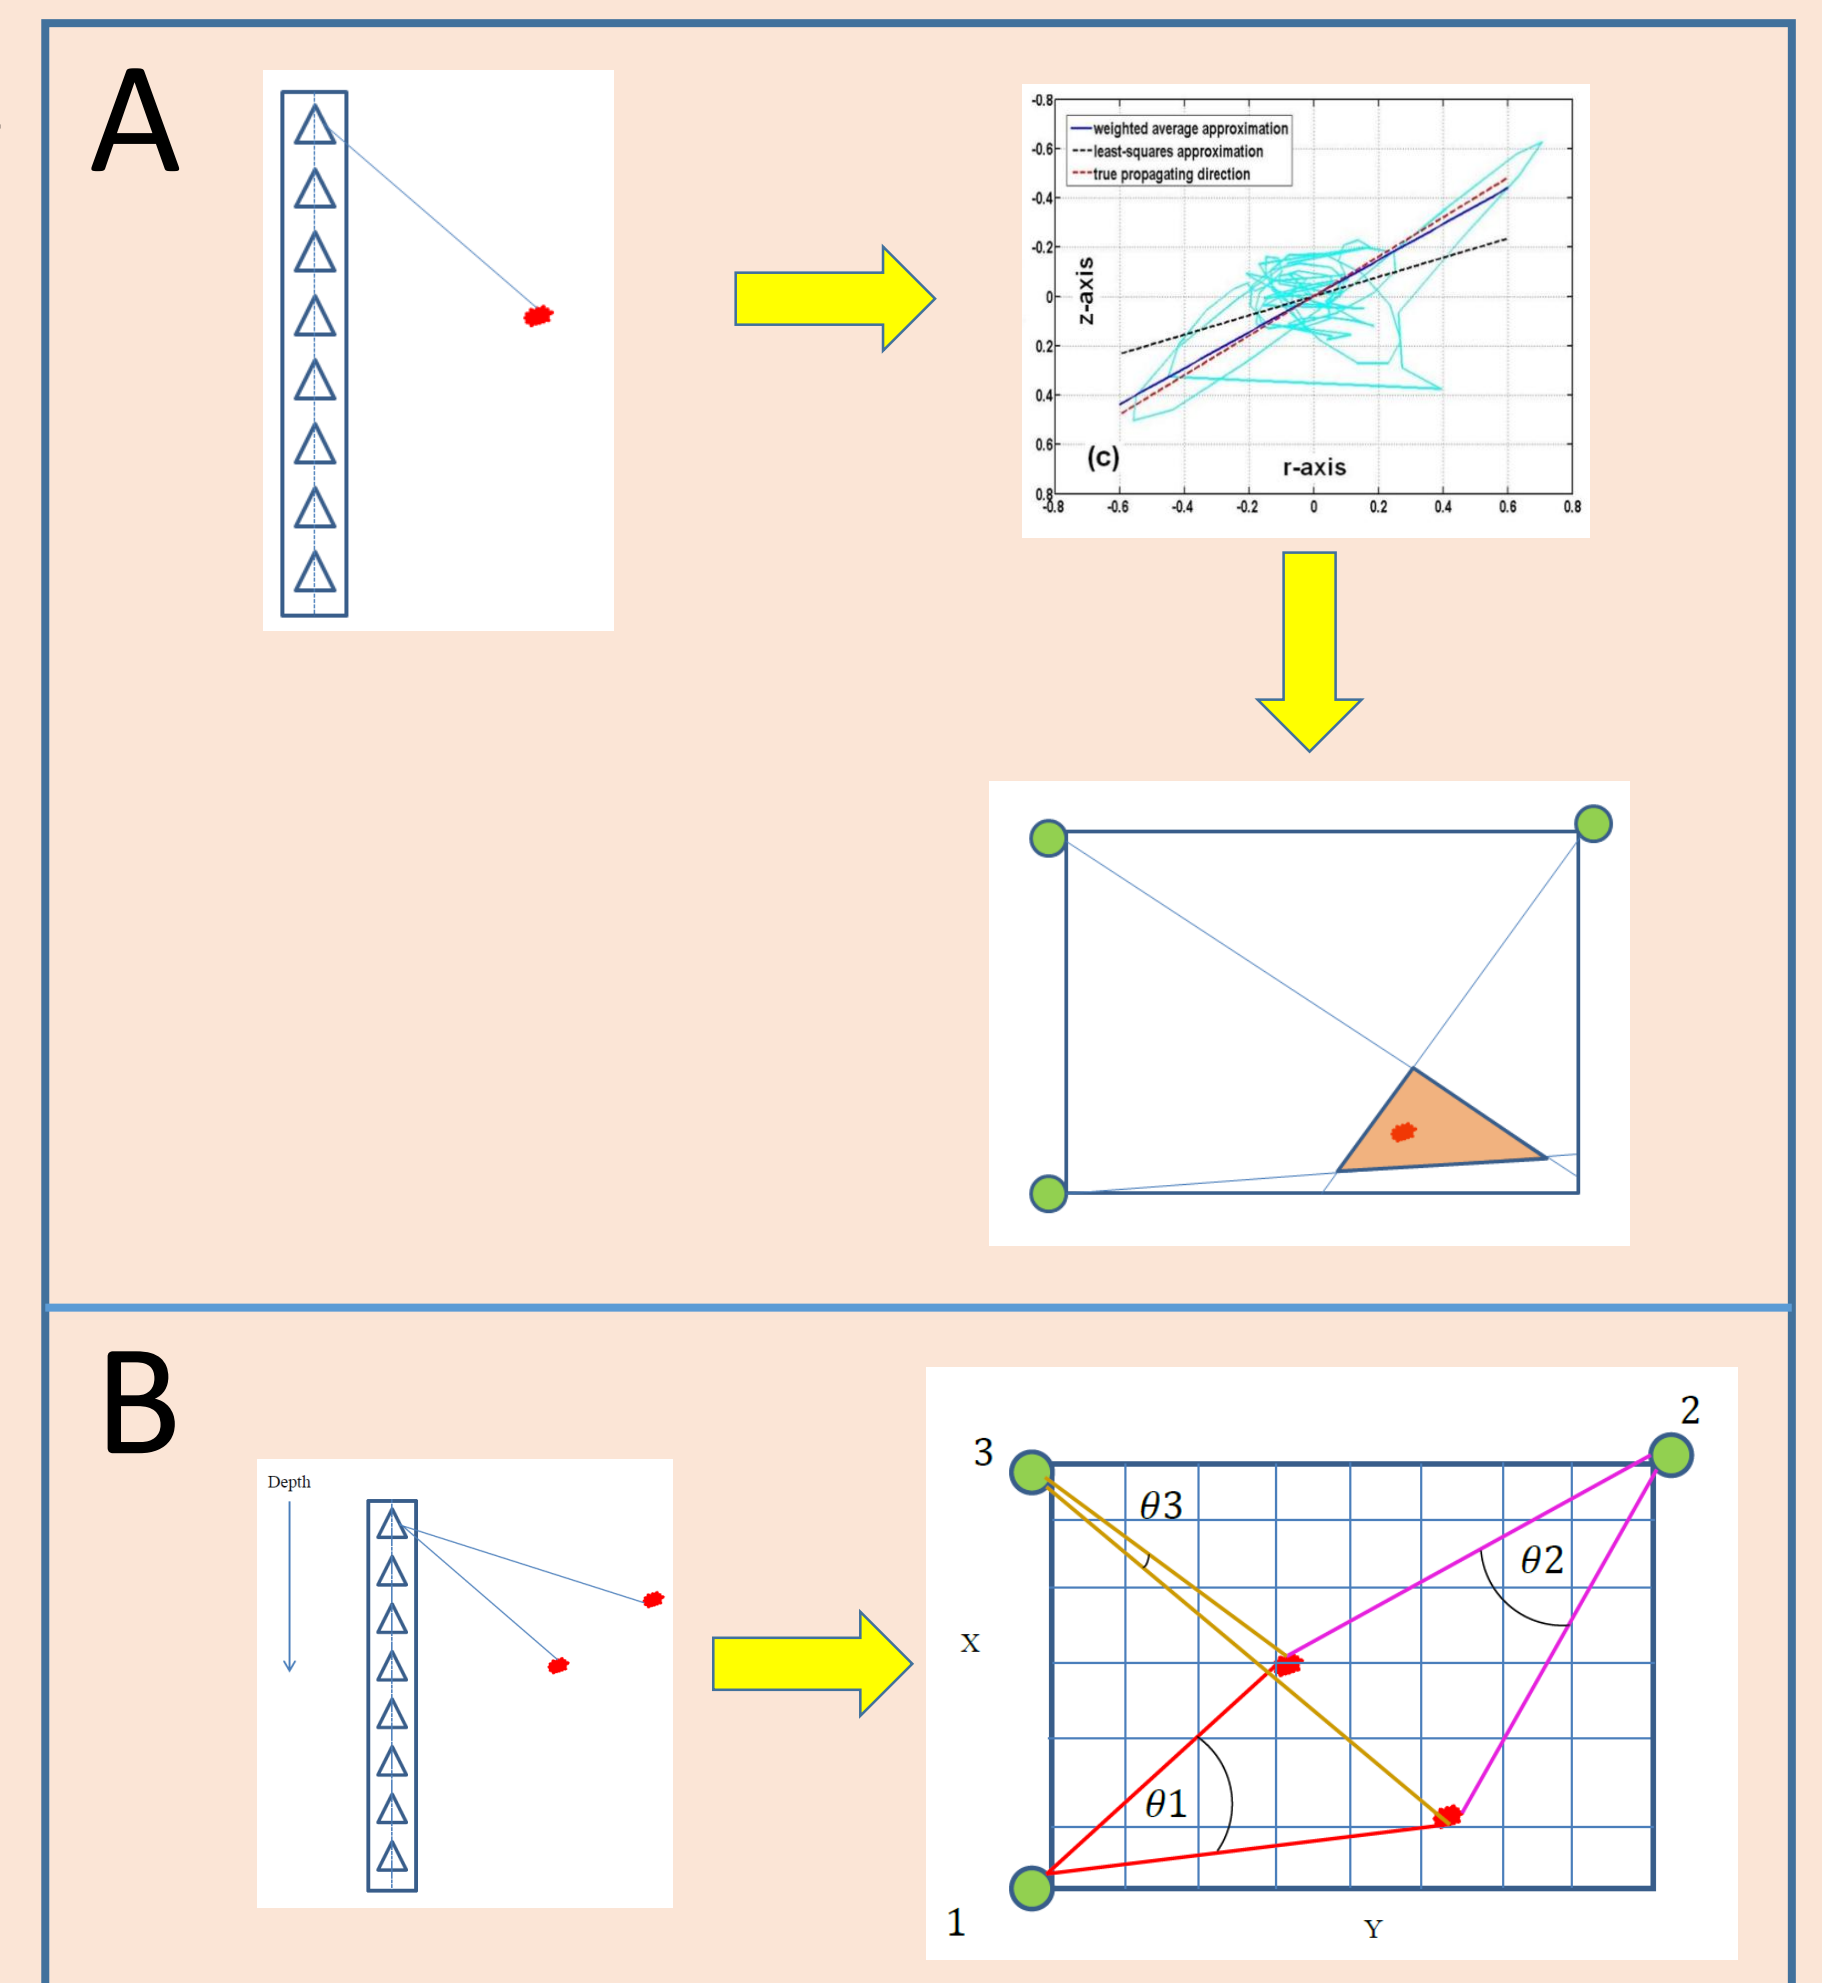 A
-0.8
weighted average approximation
least-squares approximation
true propagating direction
-0.6
-0.4
-0.2
0
0.2
0.4
0.6
0.8
z-axis
(c)
r-axis
-0.8 -0.6 -0.4 -0.2 0 0.2 0.4 0.6 0.8
B
Depth
2
3
θ3
θ2
X
θ1
1
Y